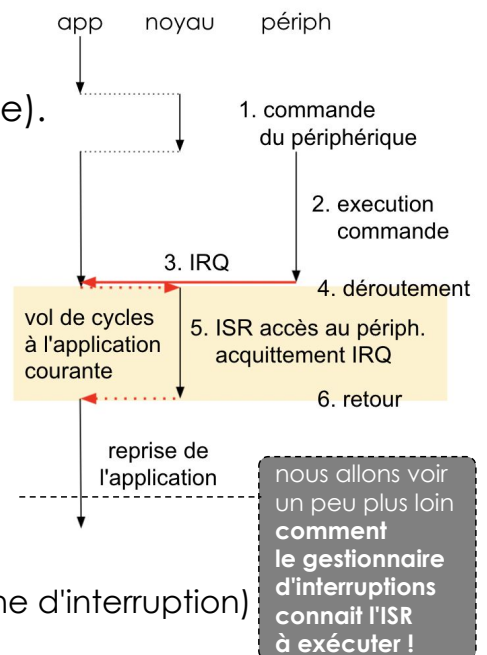 app noyau périph
e).
1. commande
du périphérique
2. execution
commande
3. IRQ
4. déroutement
vol de cycles
à l'application
courante
5. ISR accès au périph.
acquittement IRQ
6. retour
reprise de
l'application
nous allons voir
un peu plus loin
comment
le gestionnaire
d'interruptions
connait l'ISR
à exécuter !
ne d'interruption)